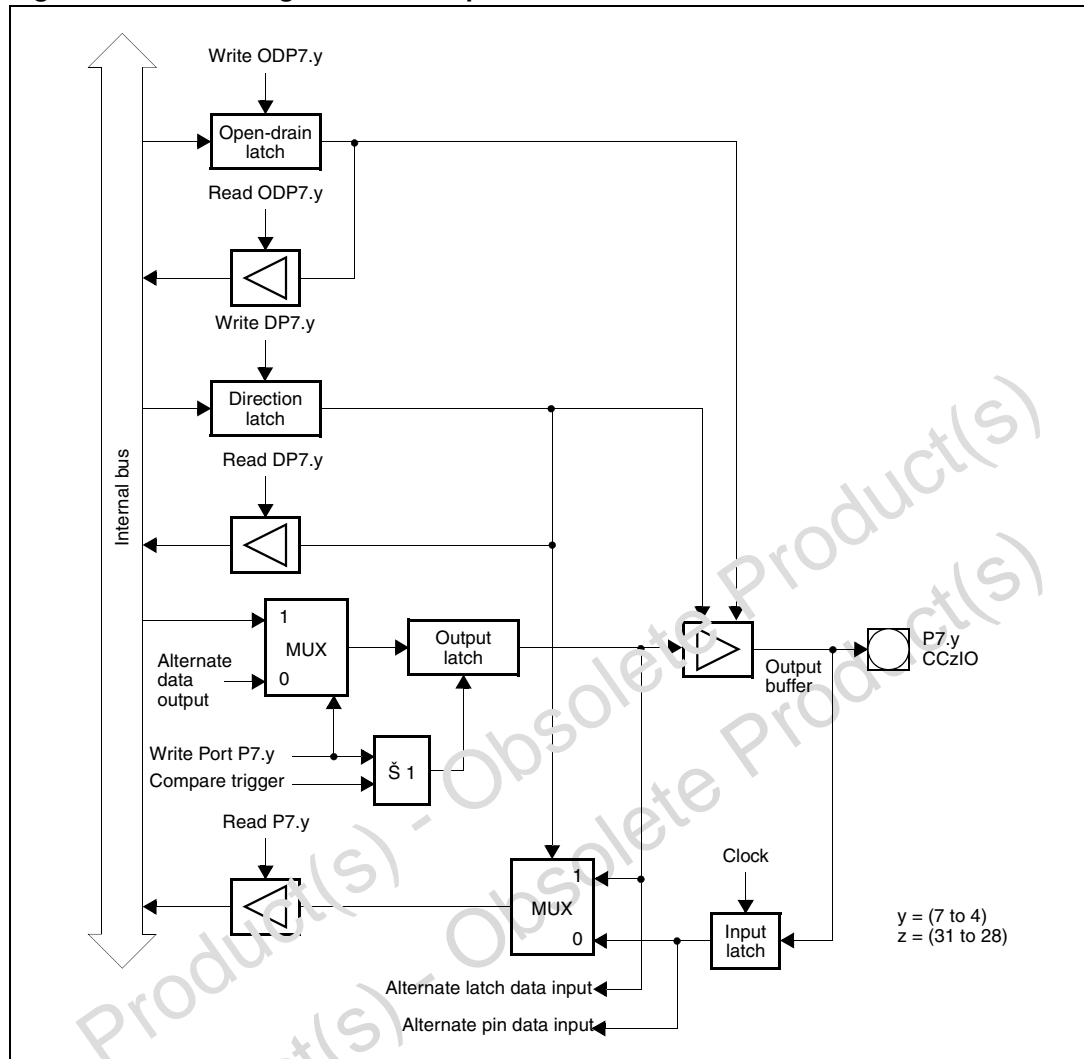 Write ODP7.y
Open-drain
latch
Read ODP7.y
Write DP7.y
Direction
latch
Read DP7.y
Internal bus
1
MUX
0
Alternate
data
output
Output
latch
Output
buffer
P7.y
CCzIO
Write Port P7.y
Compare trigger
Š 1
Read P7.y
1
MUX
0
Clock
Input
latch
y = (7 to 4)
z = (31 to 28)
Alternate latch data input
Alternate pin data input
Product(s) - Obsolete Product(s)
Product(s) - Obsolete Product(s)